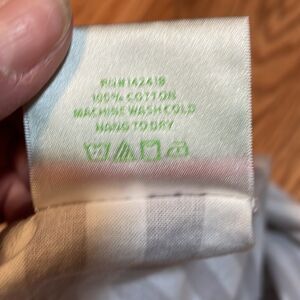 RN#142418
100% COTTON
MACHINE WASH COLD
HANG TO DRY